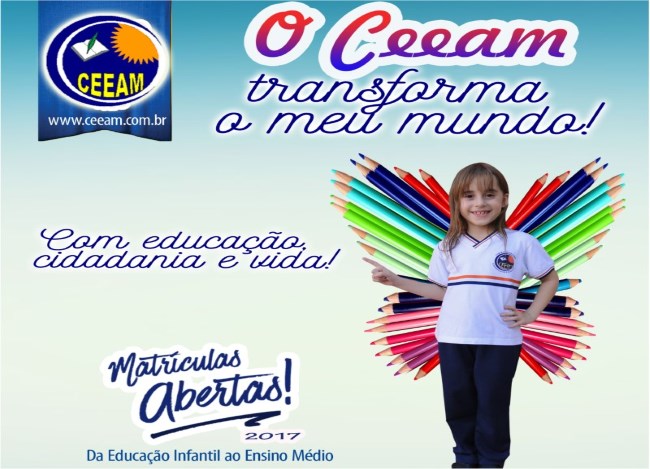 CEEAM
www.ceeam.com.br
O Ceeam
transforma
o meu mundo!
Com educação,
cidadania e vida!
Matrículas
Abertas!
2017
Da Educação Infantil ao Ensino Médio